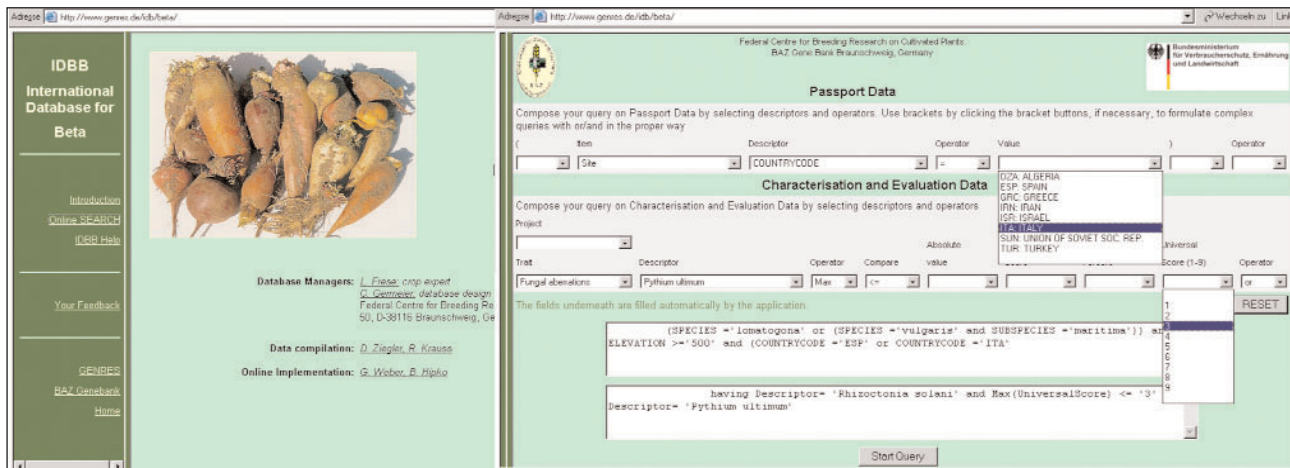 Adresse http://www.genres.de/idb/beta/
IDBB
International
Database for
Beta
Introduction
Online SEARCH
IDBB Help
Your Feedback
GENRES
BAZ Genebank
Home
Database Managers: L. Frese: crop expert
C. Germeier: database design
Federal Centre for Breeding Re
50, D-38116 Braunschweig, Ge
Data compilation: D. Ziegler, R. Krauss
Online Implementation: G. Weber, B. Hipko
Adresse http://www.genres.de/idb/beta/ Wechseln zu Link
Federal Centre for Breeding Research on Cultivated Plants
BAZ Gene Bank Braunschweig, Germany
Bundesministerium
für Verbraucherschutz, Ernährung
und Landwirtschaft
Passport Data
Compose your query on Passport Data by selecting descriptors and operators. Use brackets by clicking the bracket buttons, if necessary, to formulate complex
queries with or/and in the proper way
( Item Descriptor Operator Value ) Operator
Site COUNTRYCODE =
DZA: ALGERIA
ESP: SPAIN
GRC: GREECE
IRN: IRAN
ISR: ISRAEL
ITA: ITALY
SUN: UNION OF SOVIET SOC. REP.
TUR: TURKEY
Characterisation and Evaluation Data
Compose your query on Characterisation and Evaluation Data by selecting descriptors and operators
Project
Absolute Universal
Trait Descriptor Operator Compare value Score (1-9) Operator
Fungal aberrations Pythium ultimum Max <= or
1
2
3
4
5
6
7
8
9
The fields underneath are filled automatically by the application
RESET
(SPECIES ='lomatogona' or (SPECIES ='vulgaris' and SUBSPECIES ='maritima')) an
ELEVATION >='500' and (COUNTRYCODE ='ESP' or COUNTRYCODE ='ITA'
having Descriptor= 'Rhizoctonia solani' and Max(UniversalScore) <= '3'
Descriptor= 'Pythium ultimum'
Start Query